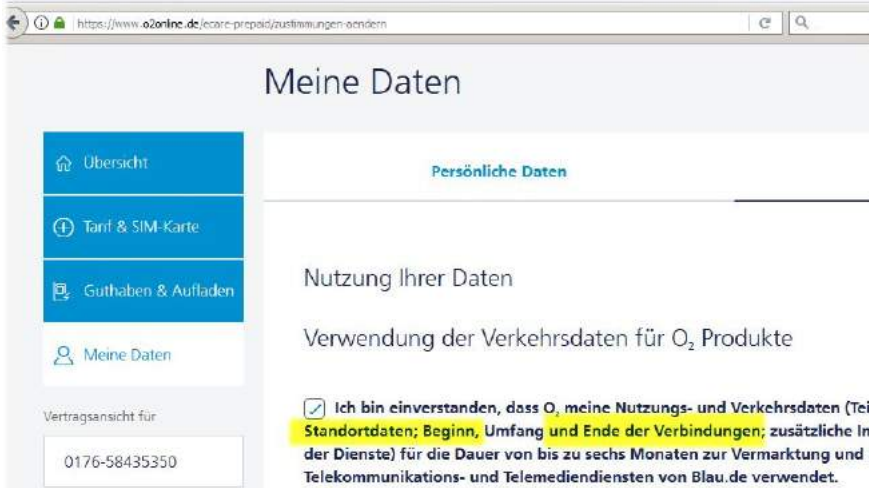 https://www.o2online.de/ecare-prepaid/zustimmungen-aendern
Meine Daten
Übersicht
Persönliche Daten
Tarif & SIM-Karte
Guthaben & Aufladen
Nutzung Ihrer Daten
Verwendung der Verkehrsdaten für O₂ Produkte
Meine Daten
Ich bin einverstanden, dass O₂ meine Nutzungs- und Verkehrsdaten (Tei
Vertragsansicht für
Standortdaten; Beginn, Umfang und Ende der Verbindungen; zusätzliche In
der Dienste) für die Dauer von bis zu sechs Monaten zur Vermarktung und
0176-58435350
Telekommunikations- und Telemediendiensten von Blau.de verwendet.